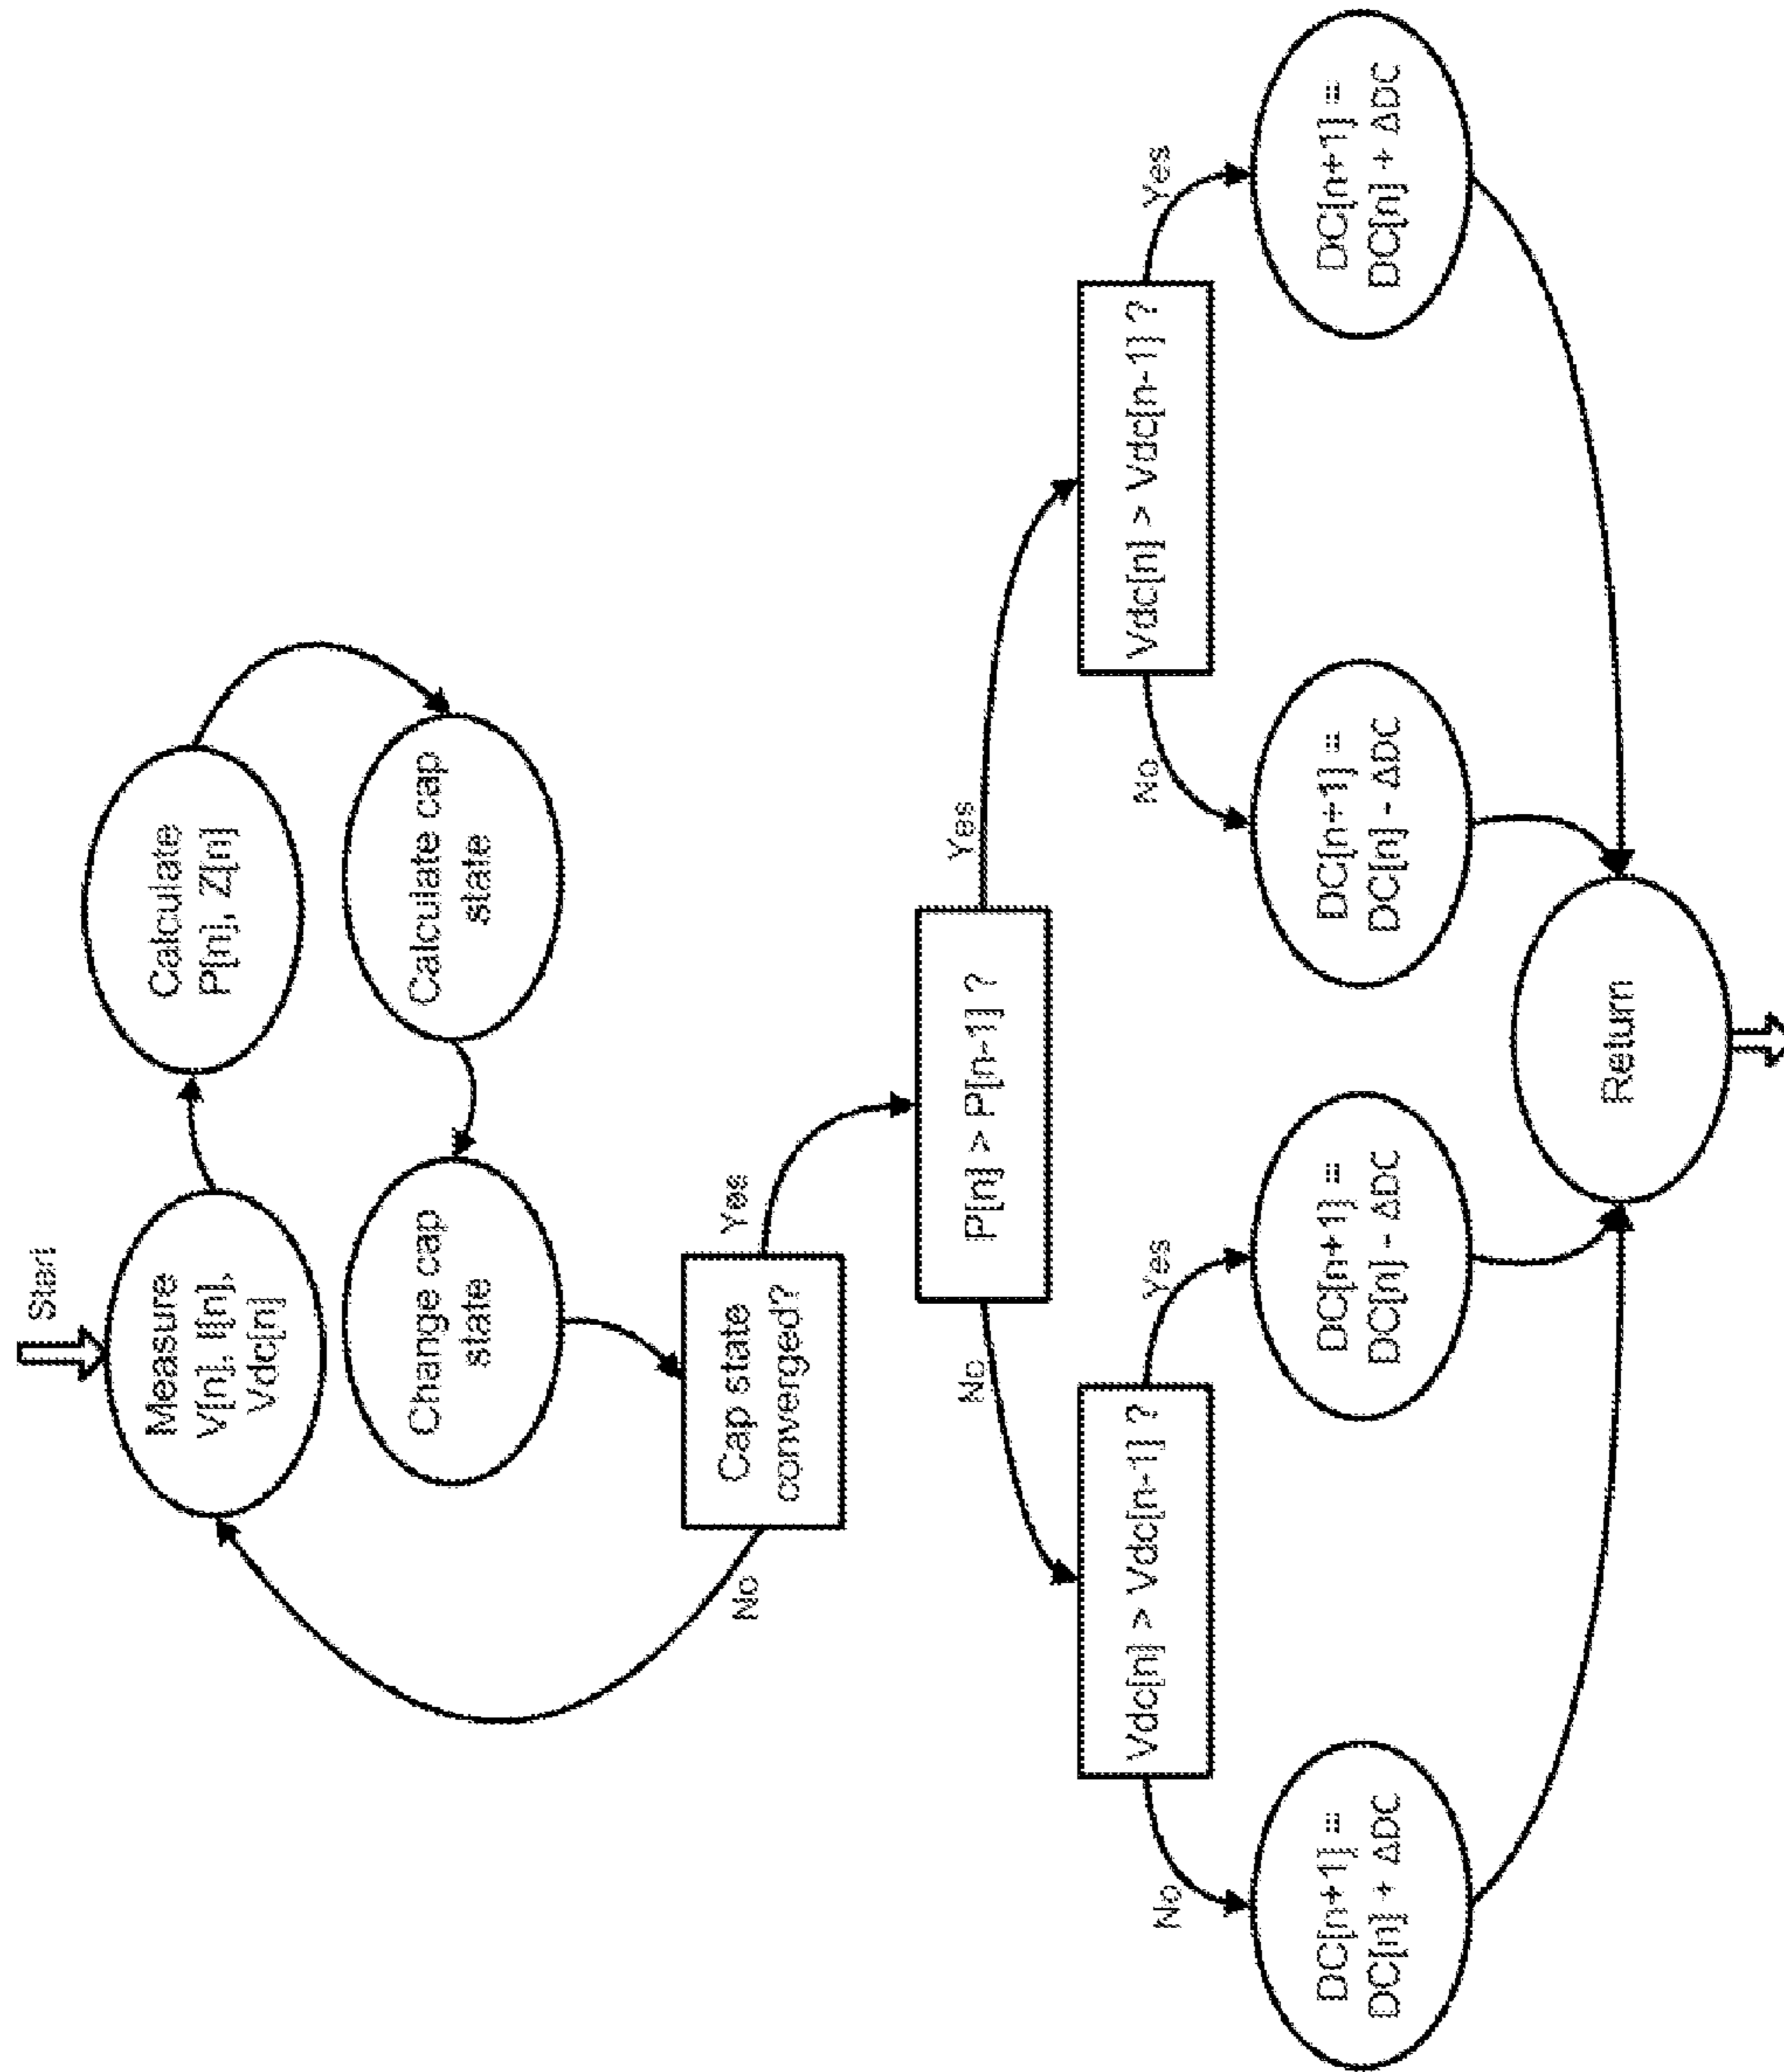 Start
Measure
V[n], I[n],
Vdc[n]
Calculate
P[n], Z[n]
Calculate cap
state
Change cap
state
Cap state
converged?
No
Yes
P[n] > P[n-1] ?
No
Yes
Vdc[n] > Vdc[n-1] ?
No
Yes
Vdc[n] > Vdc[n-1] ?
No
Yes
DC[n+1] =
DC[n] + ΔDC
DC[n+1] =
DC[n] - ΔDC
DC[n+1] =
DC[n] - ΔDC
DC[n+1] =
DC[n] + ΔDC
Return